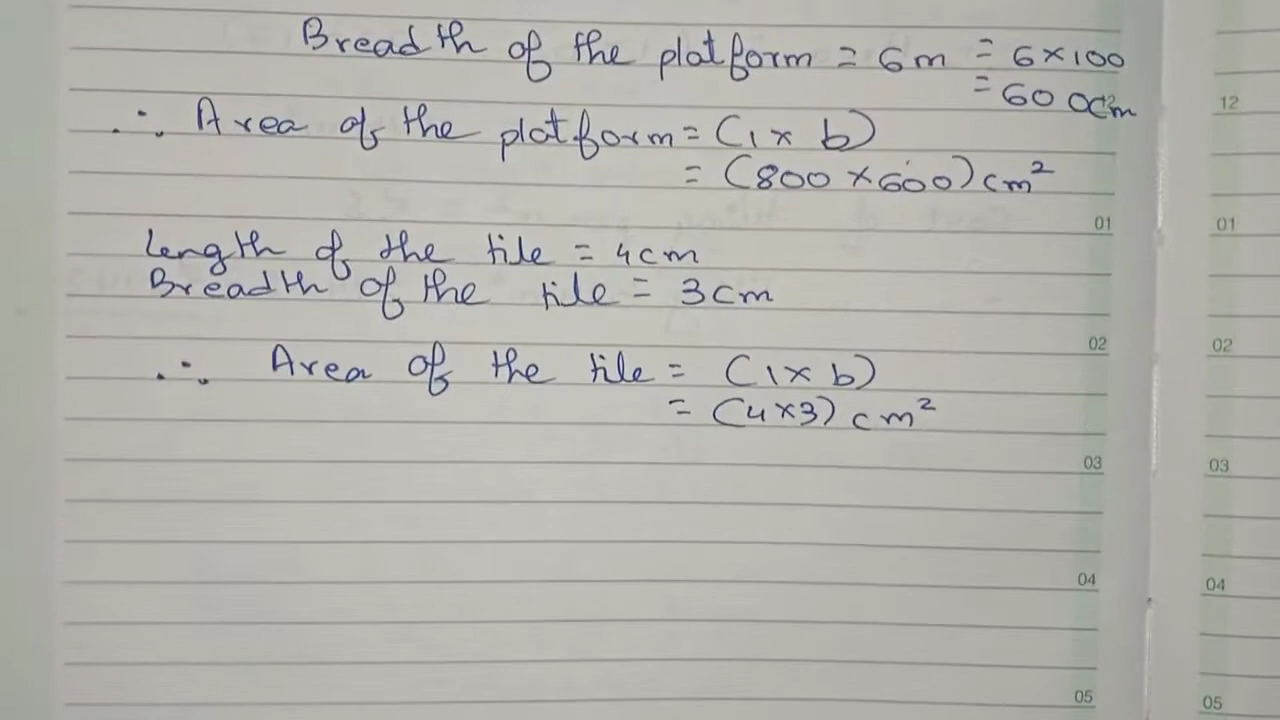 Breadth of the platform = 6m = 6×100
= 600cm
12
12
∴ Area of the platform = (l × b)
= (800 × 600) cm²
01
01
Length of the tile = 4cm
Breadth of the tile = 3cm
02
02
∴ Area of the tile = (l × b)
= (4×3) cm²
03
03
04
04
05
05